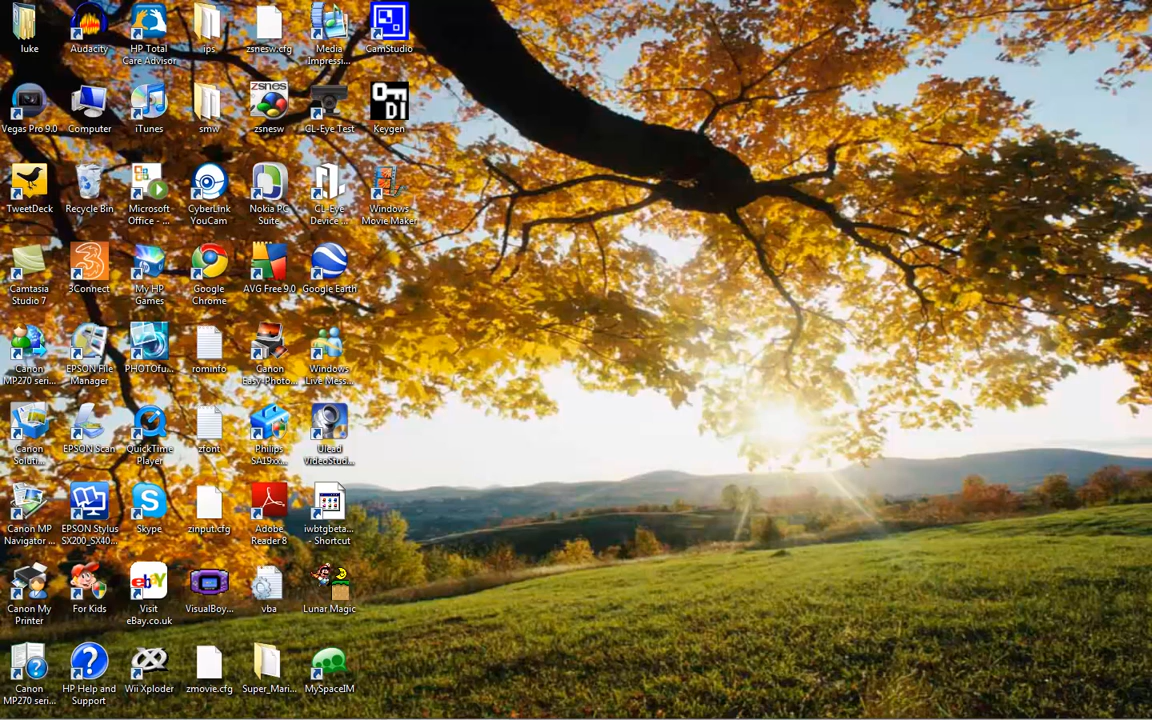 luke
Audacity
HP Total
Care Advisor
ips
zsnesw.cfg
Media
Impressi...
CamStudio
Vegas Pro 9.0
Computer
iTunes
smw
ZSNES
zsnesw
CL-Eye Test
Keygen
TweetDeck
Recycle Bin
Microsoft
Office - ...
CyberLink
YouCam
Nokia PC
Suite
CL-Eye
Device ...
Windows
Movie Maker
Camtasia
Studio 7
3Connect
My HP
Games
Google
Chrome
AVG Free 9.0
Google Earth
Canon
MP270 seri...
EPSON File
Manager
PHOTOfu...
rominfo
Canon
Easy-Photo...
Windows
Live Mess...
Canon
Soluti...
EPSON Scan
QuickTime
Player
zfont
Philips
SA19xx...
Ulead
VideoStud...
Canon MP
Navigator ...
EPSON Stylus
SX200_SX40...
Skype
zinput.cfg
Adobe
Reader 8
iwbtgbeta...
- Shortcut
Canon My
Printer
For Kids
ebY
Visit
eBay.co.uk
VisualBoy...
vba
Lunar Magic
Canon
MP270 seri...
HP Help and
Support
Wii Xploder
zmovie.cfg
Super_Mari...
MySpaceIM